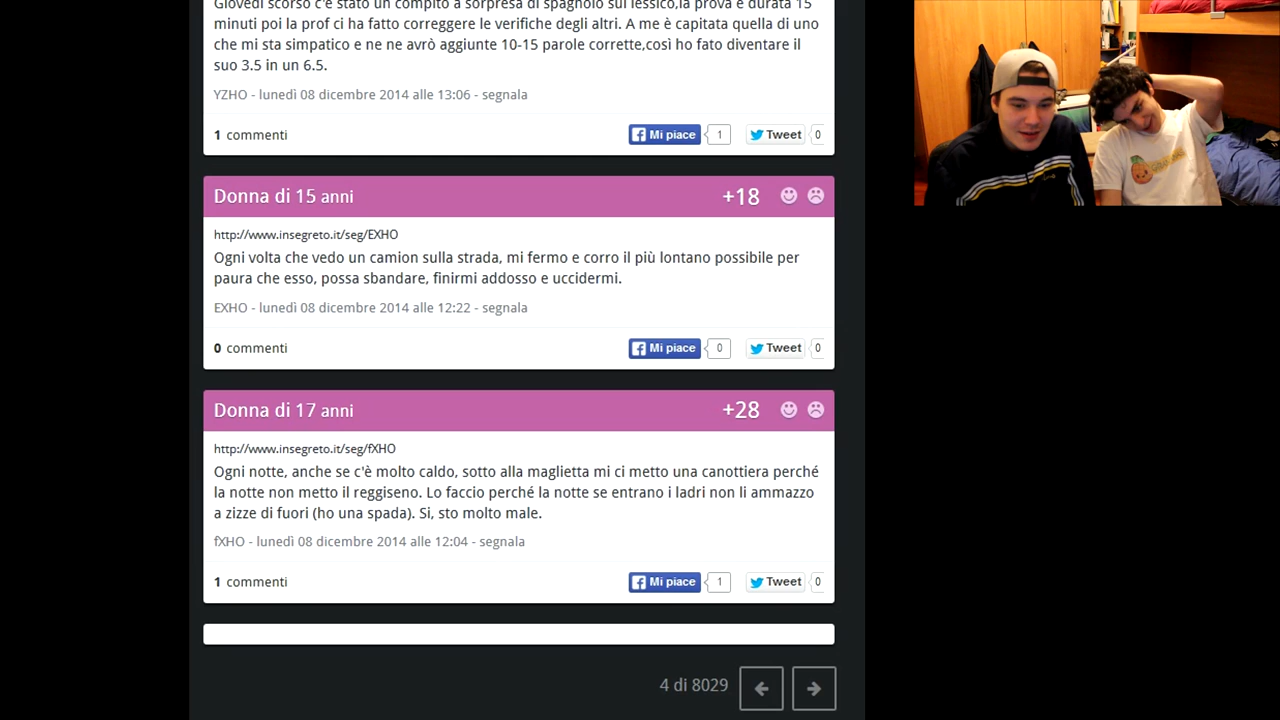 Giovedì scorso c'è stato un compito a sorpresa di spagnolo sul lessico,la prova è durata 15
minuti poi la prof ci ha fatto correggere le verifiche degli altri. A me è capitata quella di uno
che mi sta simpatico e ne ne avrò aggiunte 10-15 parole corrette,così ho fato diventare il
suo 3.5 in un 6.5.
YZHO - lunedì 08 dicembre 2014 alle 13:06 - segnala
1 commenti
Mi piace 1 Tweet 0
Donna di 15 anni +18
http://www.insegreto.it/seg/EXHO
Ogni volta che vedo un camion sulla strada, mi fermo e corro il più lontano possibile per
paura che esso, possa sbandare, finirmi addosso e uccidermi.
EXHO - lunedì 08 dicembre 2014 alle 12:22 - segnala
0 commenti
Mi piace 0 Tweet 0
Donna di 17 anni +28
http://www.insegreto.it/seg/fXHO
Ogni notte, anche se c'è molto caldo, sotto alla maglietta mi ci metto una canottiera perché
la notte non metto il reggiseno. Lo faccio perché la notte se entrano i ladri non li ammazzo
a zizze di fuori (ho una spada). Si, sto molto male.
fXHO - lunedì 08 dicembre 2014 alle 12:04 - segnala
1 commenti
Mi piace 1 Tweet 0
4 di 8029